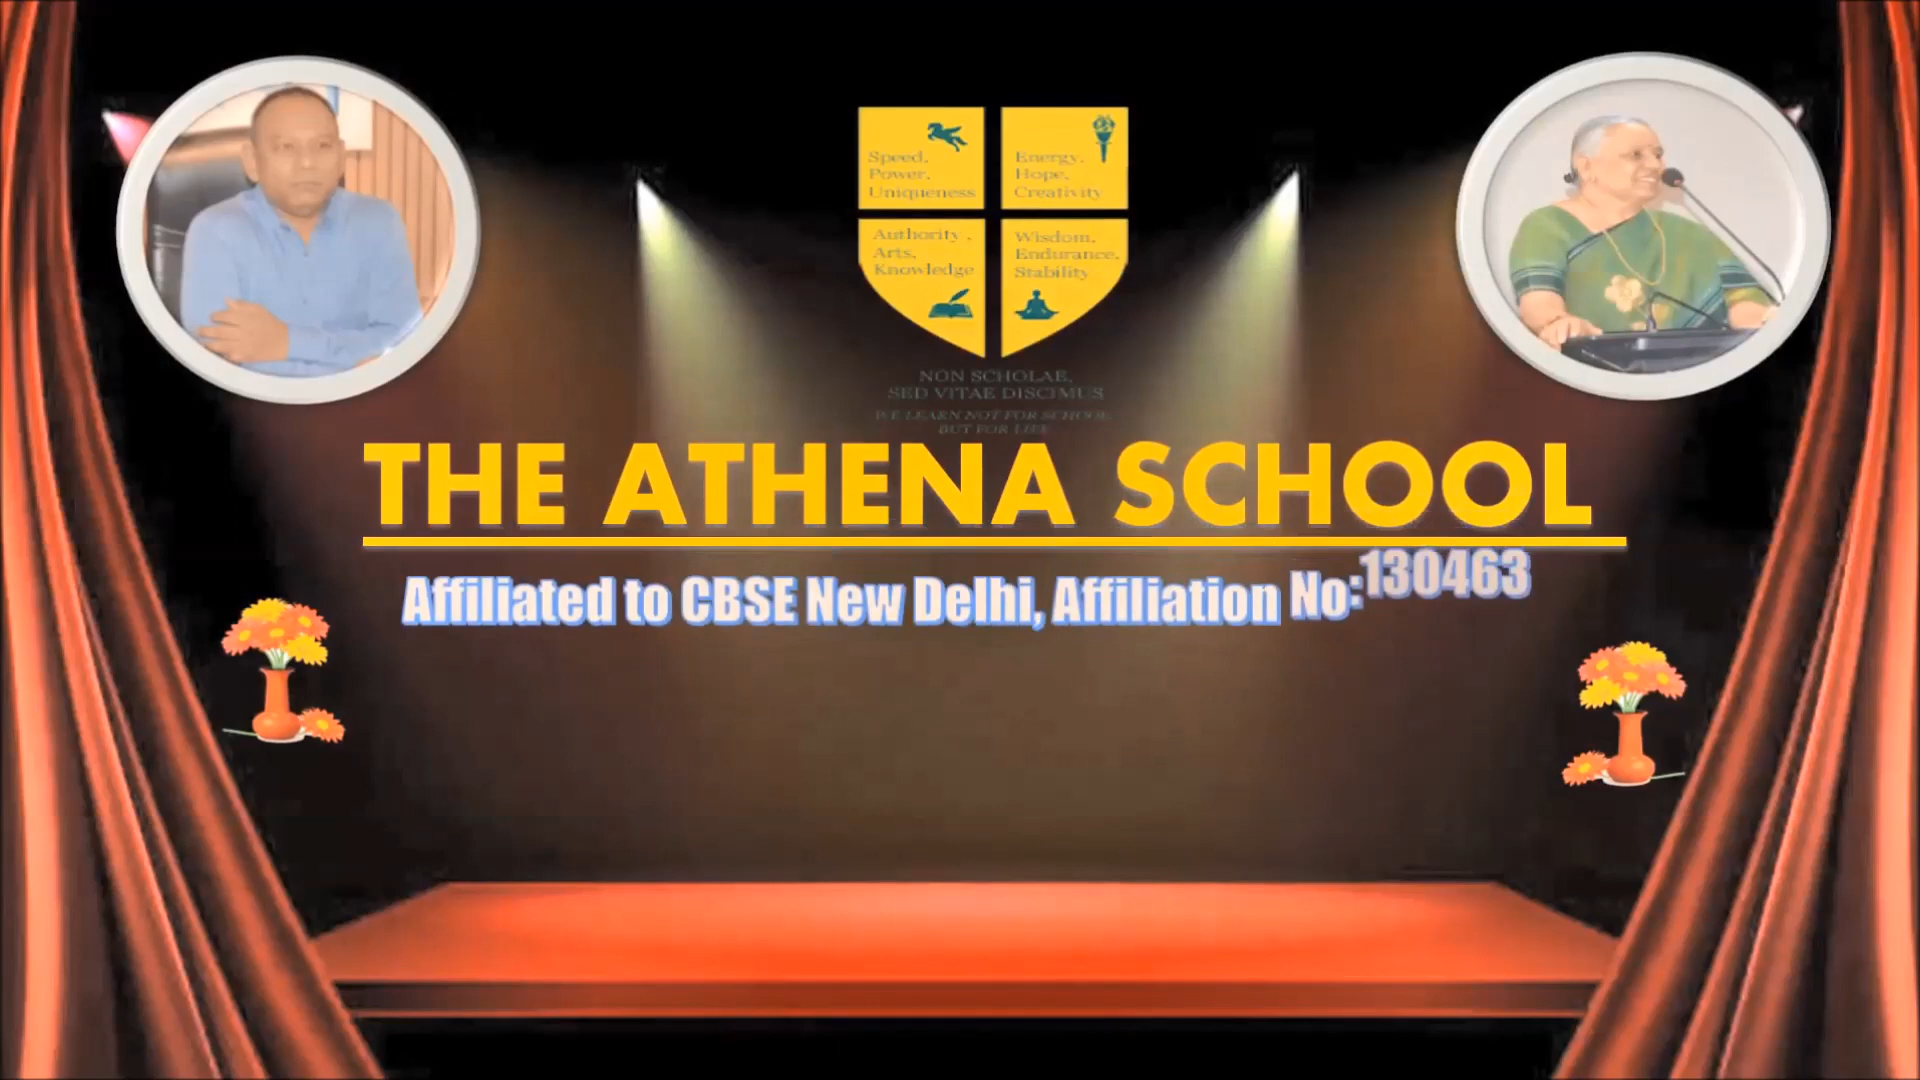 Speed,
Power,
Uniqueness
Energy,
Hope,
Creativity
Authority,
Arts,
Knowledge
Wisdom,
Endurance,
Stability
NON SCHOLAE,
SED VITAE DISCIMUS
WE LEARN NOT FOR SCHOOL,
BUT FOR LIFE
THE ATHENA SCHOOL
Affiliated to CBSE New Delhi, Affiliation No:130463